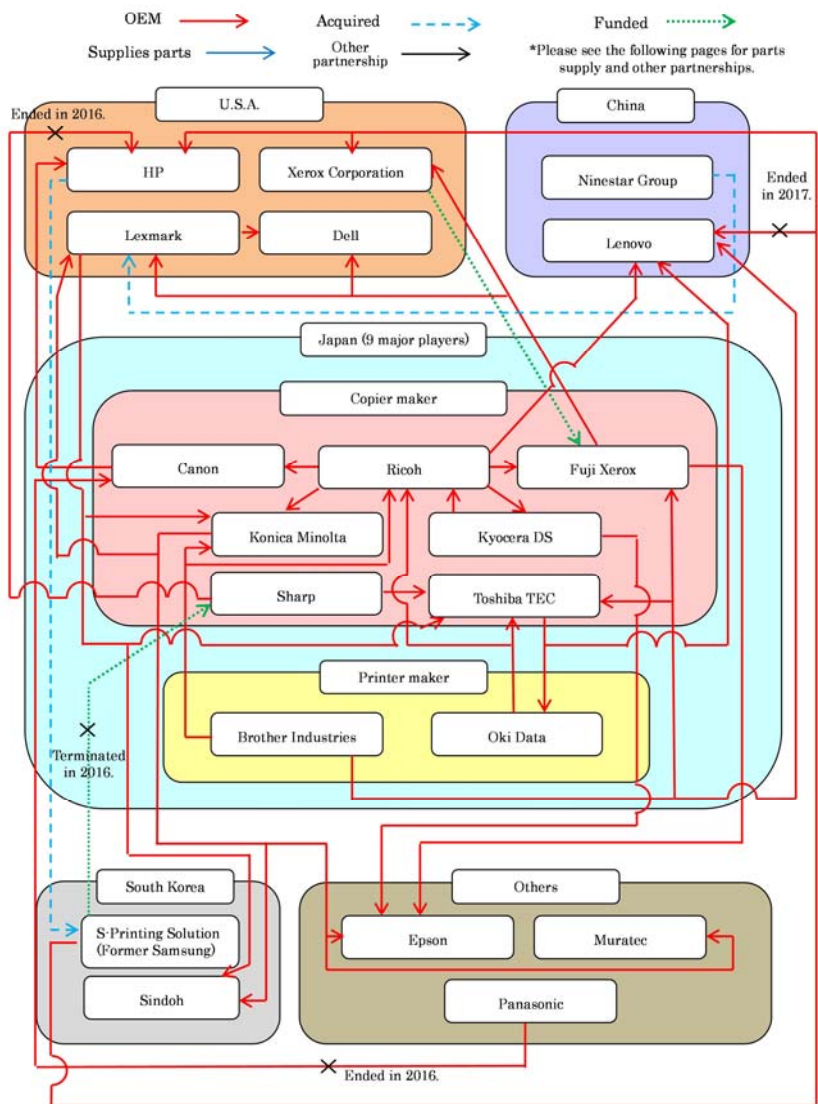 OEM
Acquired
Funded
Supplies parts
Other
partnership
*Please see the following pages for parts
supply and other partnerships.
Ended in 2016.
U.S.A.
China
HP
Xerox Corporation
Ninestar Group
Ended
in 2017.
Lexmark
Dell
Lenovo
Japan (9 major players)
Copier maker
Canon
Ricoh
Fuji Xerox
Konica Minolta
Kyocera DS
Sharp
Toshiba TEC
Printer maker
Brother Industries
Oki Data
Terminated
in 2016.
South Korea
Others
S-Printing Solution
(Former Samsung)
Epson
Muratec
Sindoh
Panasonic
Ended in 2016.